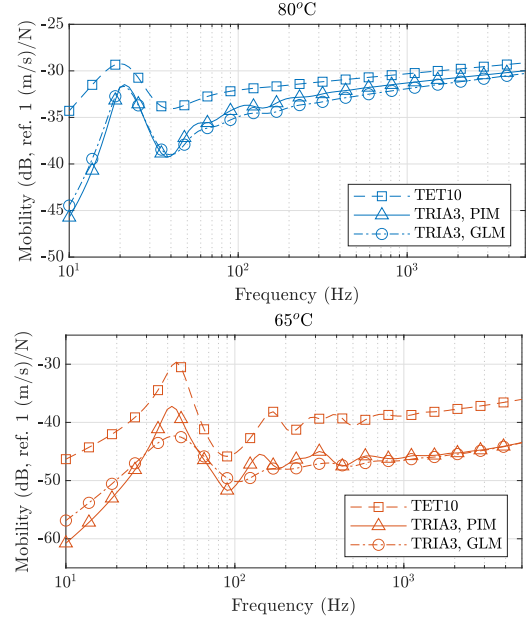 80°C
Mobility (dB, ref. 1 (m/s)/N)
-25
-30
-35
-40
-45
-50
TET10
TRIA3, PIM
TRIA3, GLM
10^1
10^2
10^3
Frequency (Hz)
65°C
Mobility (dB, ref. 1 (m/s)/N)
-30
-40
-50
-60
TET10
TRIA3, PIM
TRIA3, GLM
10^1
10^2
10^3
Frequency (Hz)